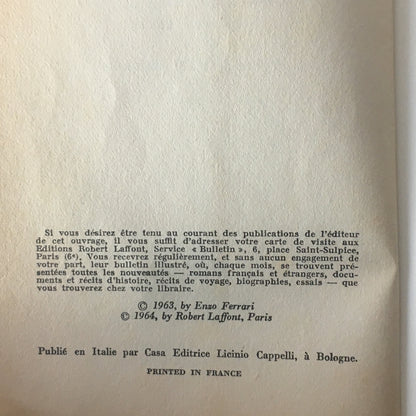 Si vous désirez être tenu au courant des publications de l'éditeur
de cet ouvrage, il vous suffit d'adresser votre carte de visite aux
Editions Robert Laffont, Service « Bulletin », 6, place Saint-Sulpice,
Paris (6e). Vous recevrez régulièrement, et sans aucun engagement de
votre part, leur bulletin illustré, où, chaque mois, se trouvent pré-
sentées toutes les nouveautés — romans français et étrangers, docu-
ments et récits d'histoire, récits de voyage, biographies, essais — que
vous trouverez chez votre libraire.
© 1963, by Enzo Ferrari
© 1964, by Robert Laffont, Paris
Publié en Italie par Casa Editrice Licinio Cappelli, à Bologne.
PRINTED IN FRANCE